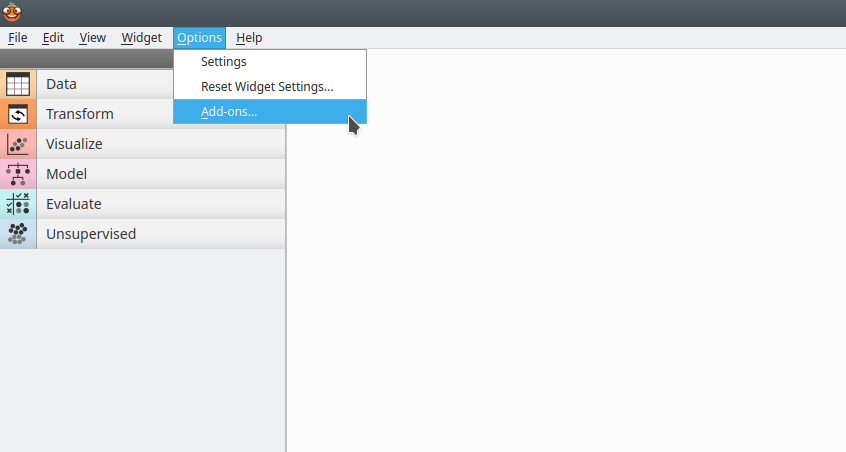 File Edit View Widget Options Help
Settings
Reset Widget Settings...
Add-ons...
Data
Transform
Visualize
Model
Evaluate
Unsupervised